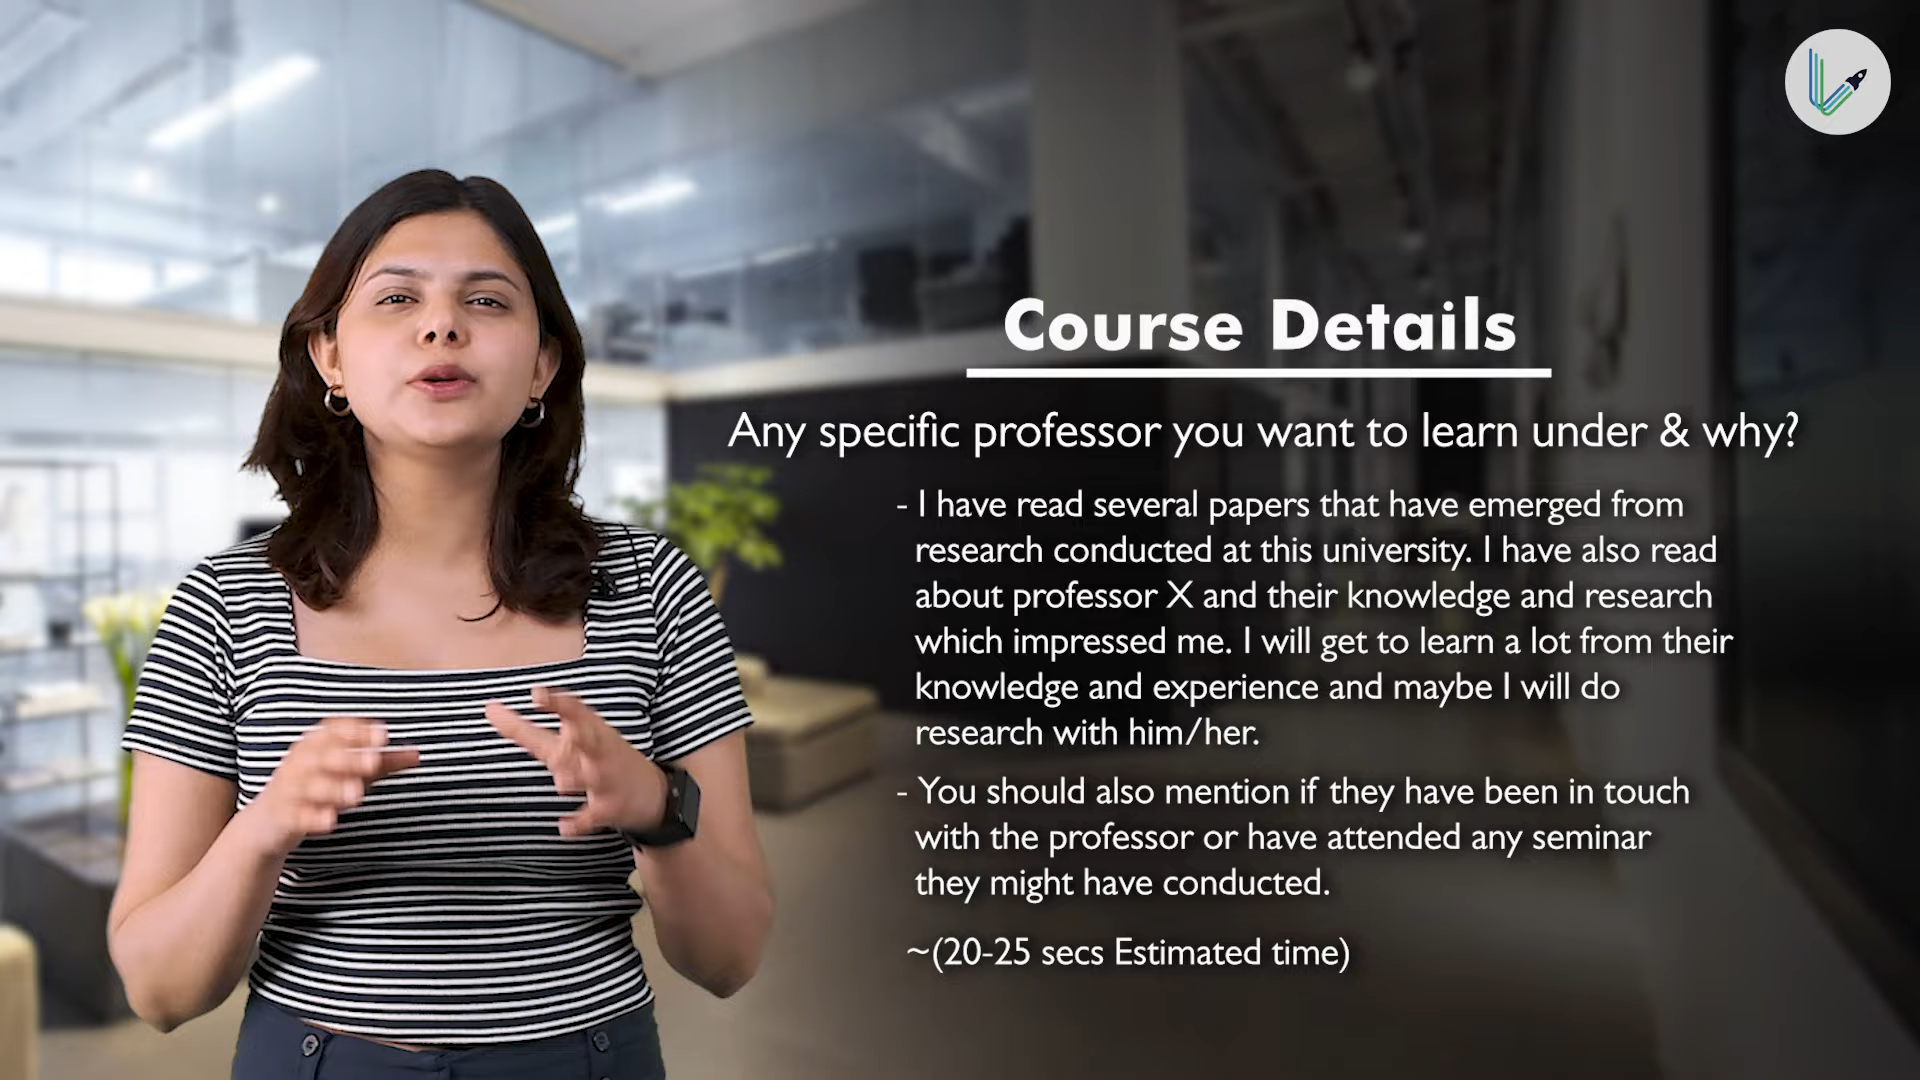 Course Details
Any specific professor you want to learn under & why?
- I have read several papers that have emerged from
research conducted at this university. I have also read
about professor X and their knowledge and research
which impressed me. I will get to learn a lot from their
knowledge and experience and maybe I will do
research with him/her.
- You should also mention if they have been in touch
with the professor or have attended any seminar
they might have conducted.
~(20-25 secs Estimated time)